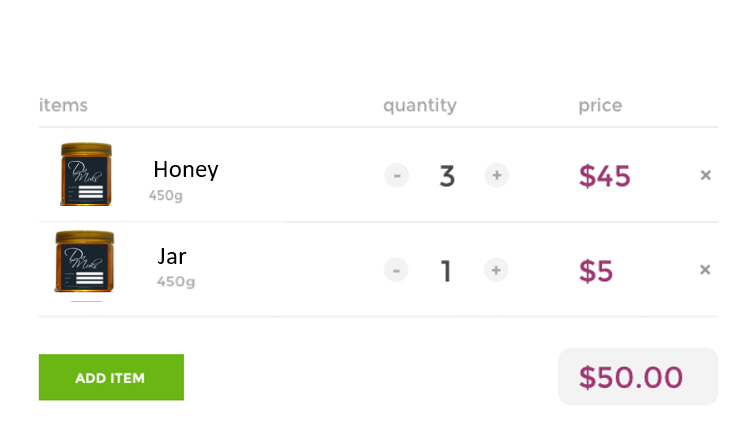 items quantity price
Honey
450g
- 3 + $45 ×
Jar
450g
- 1 + $5 ×
ADD ITEM $50.00